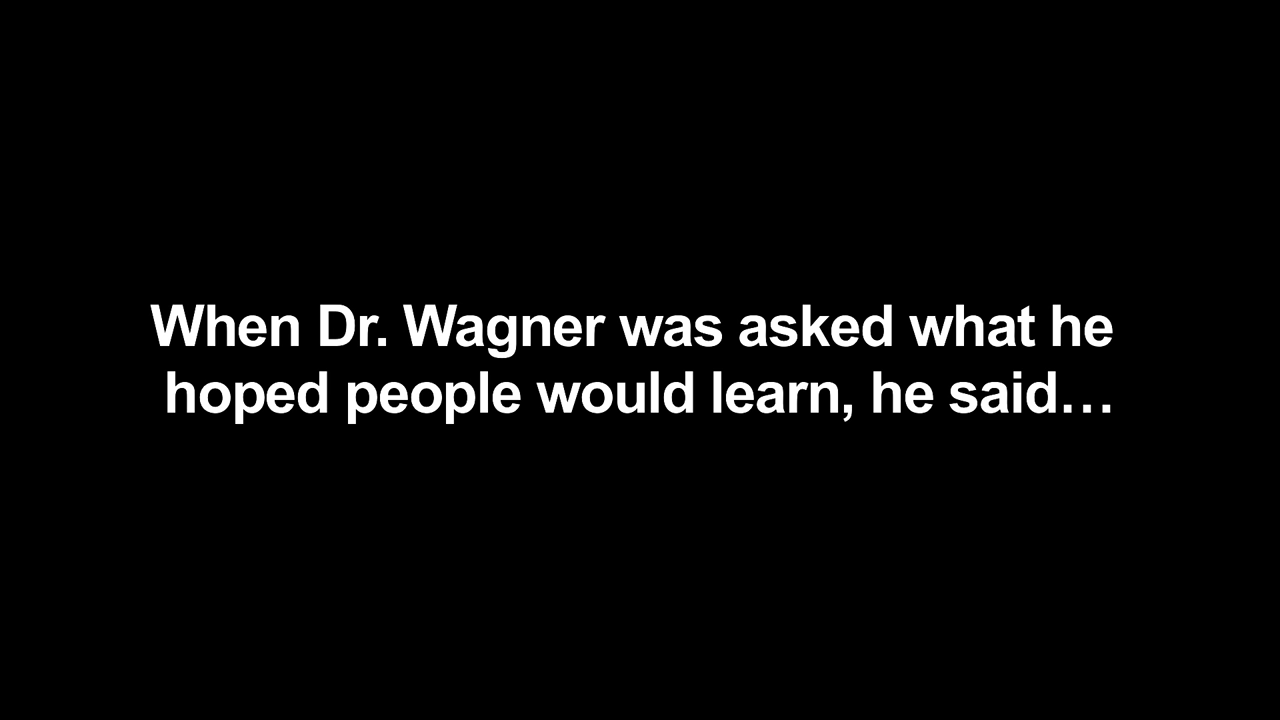 When Dr. Wagner was asked what he
hoped people would learn, he said…